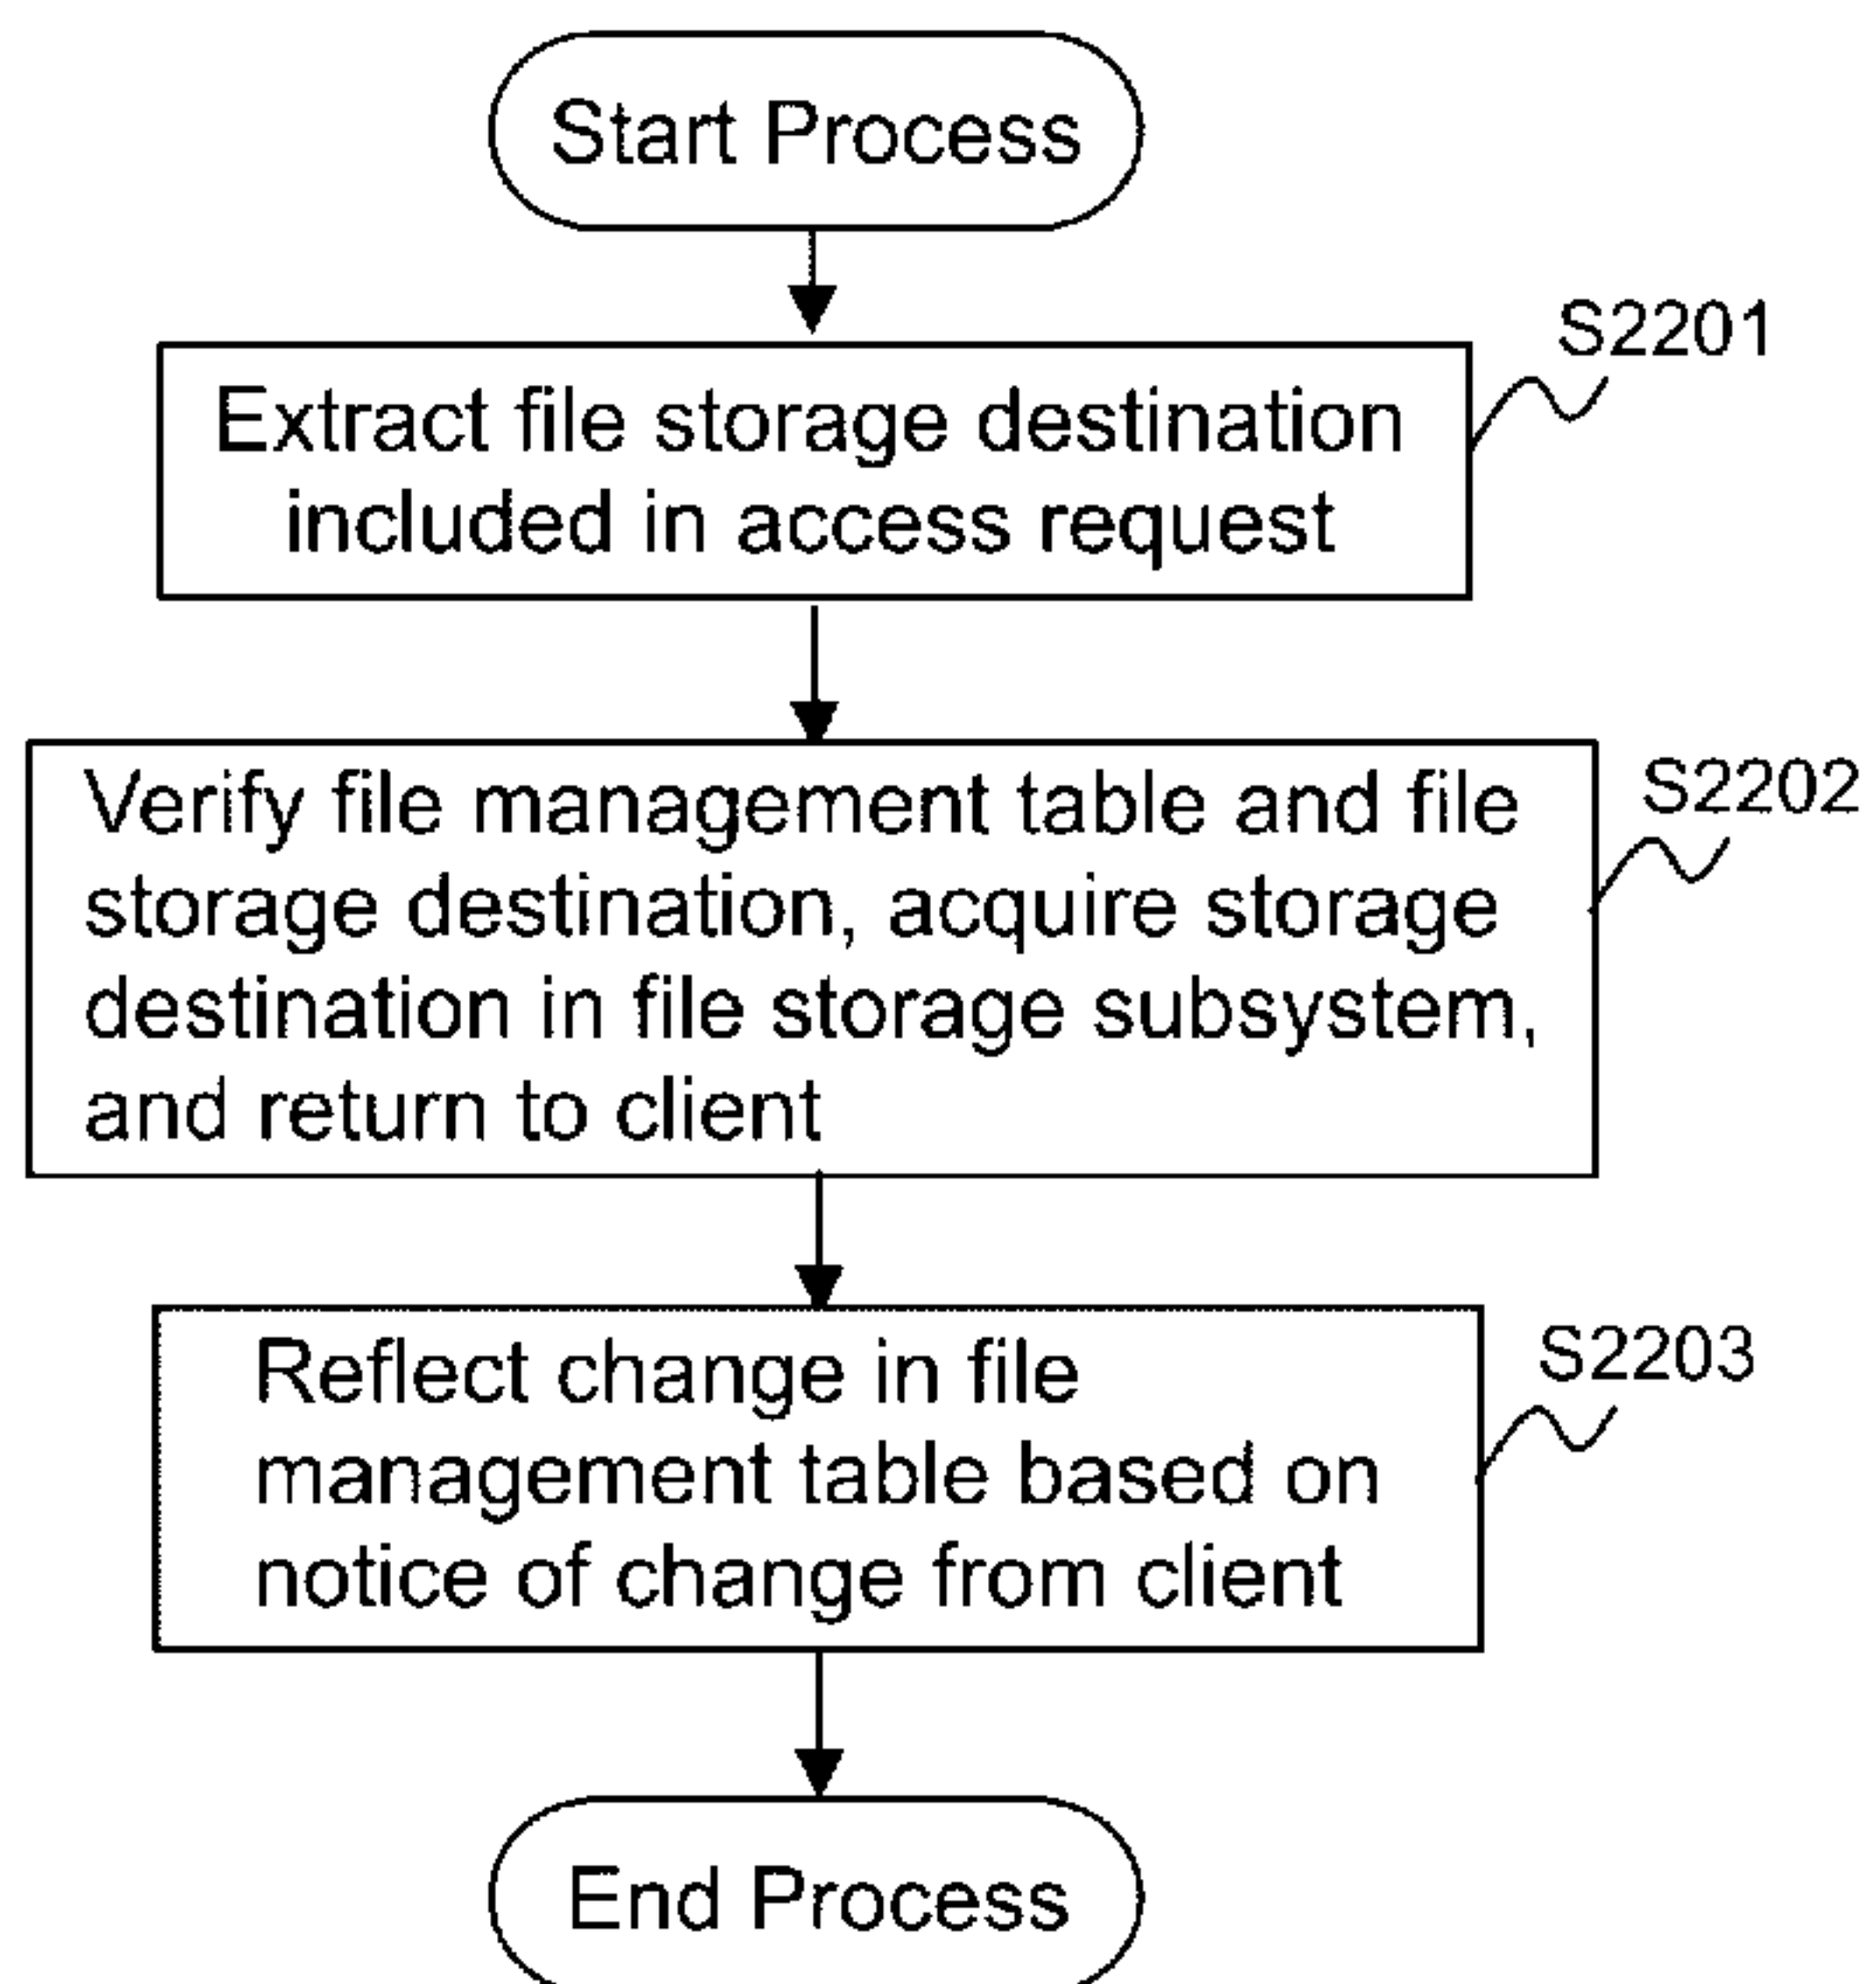 Start Process
S2201
Extract file storage destination
included in access request
S2202
Verify file management table and file
storage destination, acquire storage
destination in file storage subsystem,
and return to client
S2203
Reflect change in file
management table based on
notice of change from client
End Process